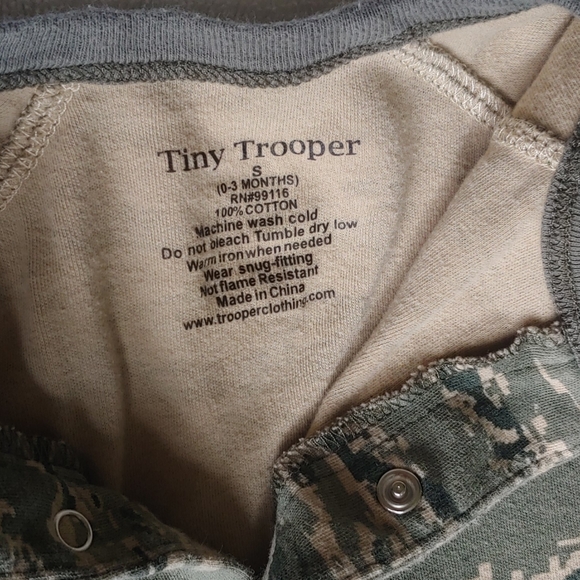 Tiny Trooper
S
(0-3 MONTHS)
RN#99116
100% COTTON
Machine wash cold
Do not bleach Tumble dry low
Warm iron when needed
Wear snug-fitting
Not flame Resistant
Made in China
www.trooperclothing.com